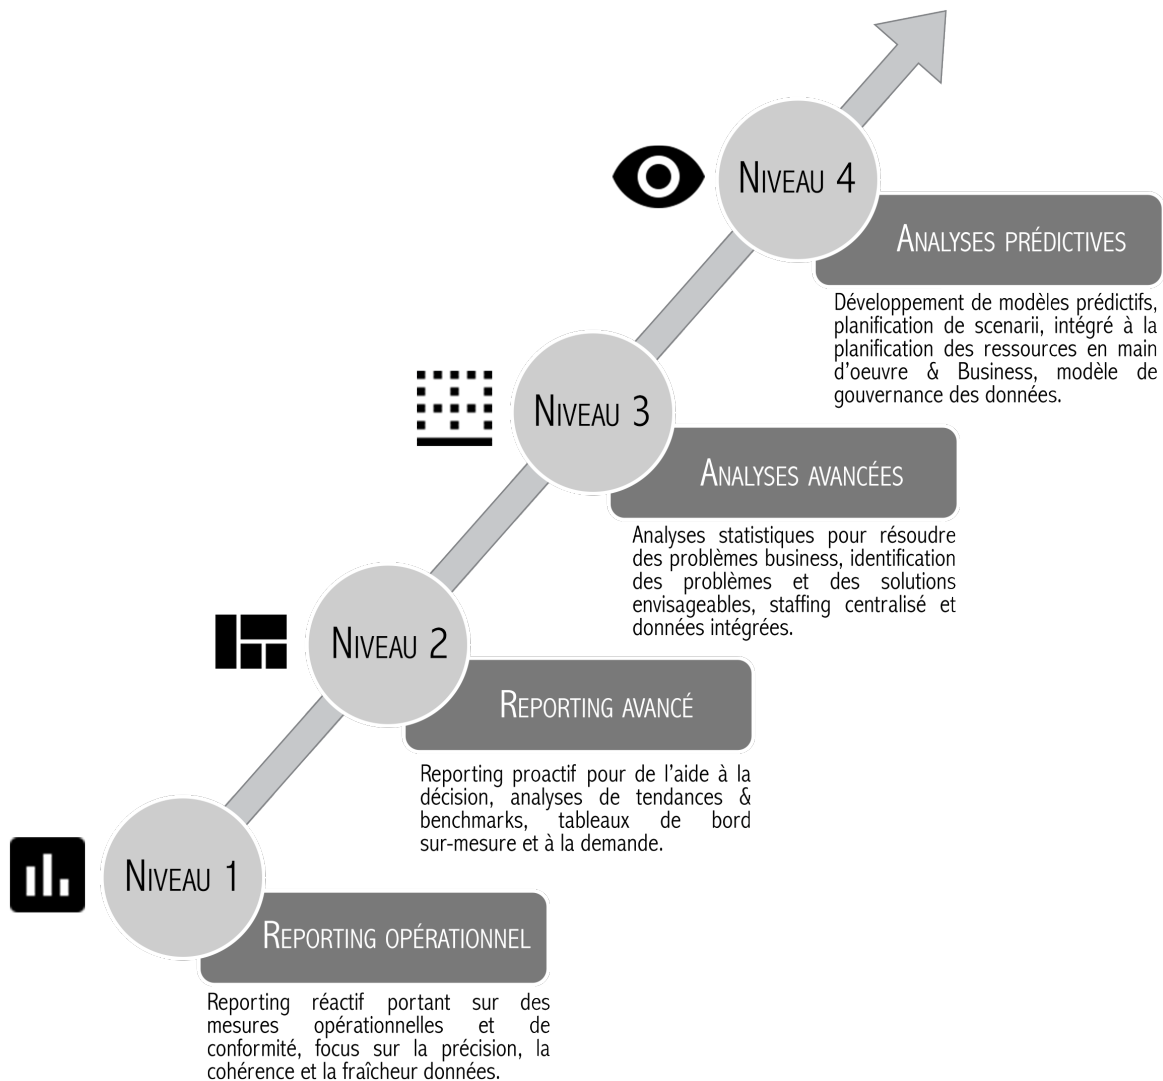 Niveau 4
Analyses prédictives
Développement de modèles prédictifs,
planification de scenarii, intégré à la
planification des ressources en main
d'oeuvre & Business, modèle de
gouvernance des données.
Niveau 3
Analyses avancées
Analyses statistiques pour résoudre
des problèmes business, identification
des problèmes et des solutions
envisageables, staffing centralisé et
données intégrées.
Niveau 2
Reporting avancé
Reporting proactif pour de l'aide à la
décision, analyses de tendances &
benchmarks, tableaux de bord
sur-mesure et à la demande.
Niveau 1
Reporting opérationnel
Reporting réactif portant sur des
mesures opérationnelles et de
conformité, focus sur la précision, la
cohérence et la fraîcheur données.